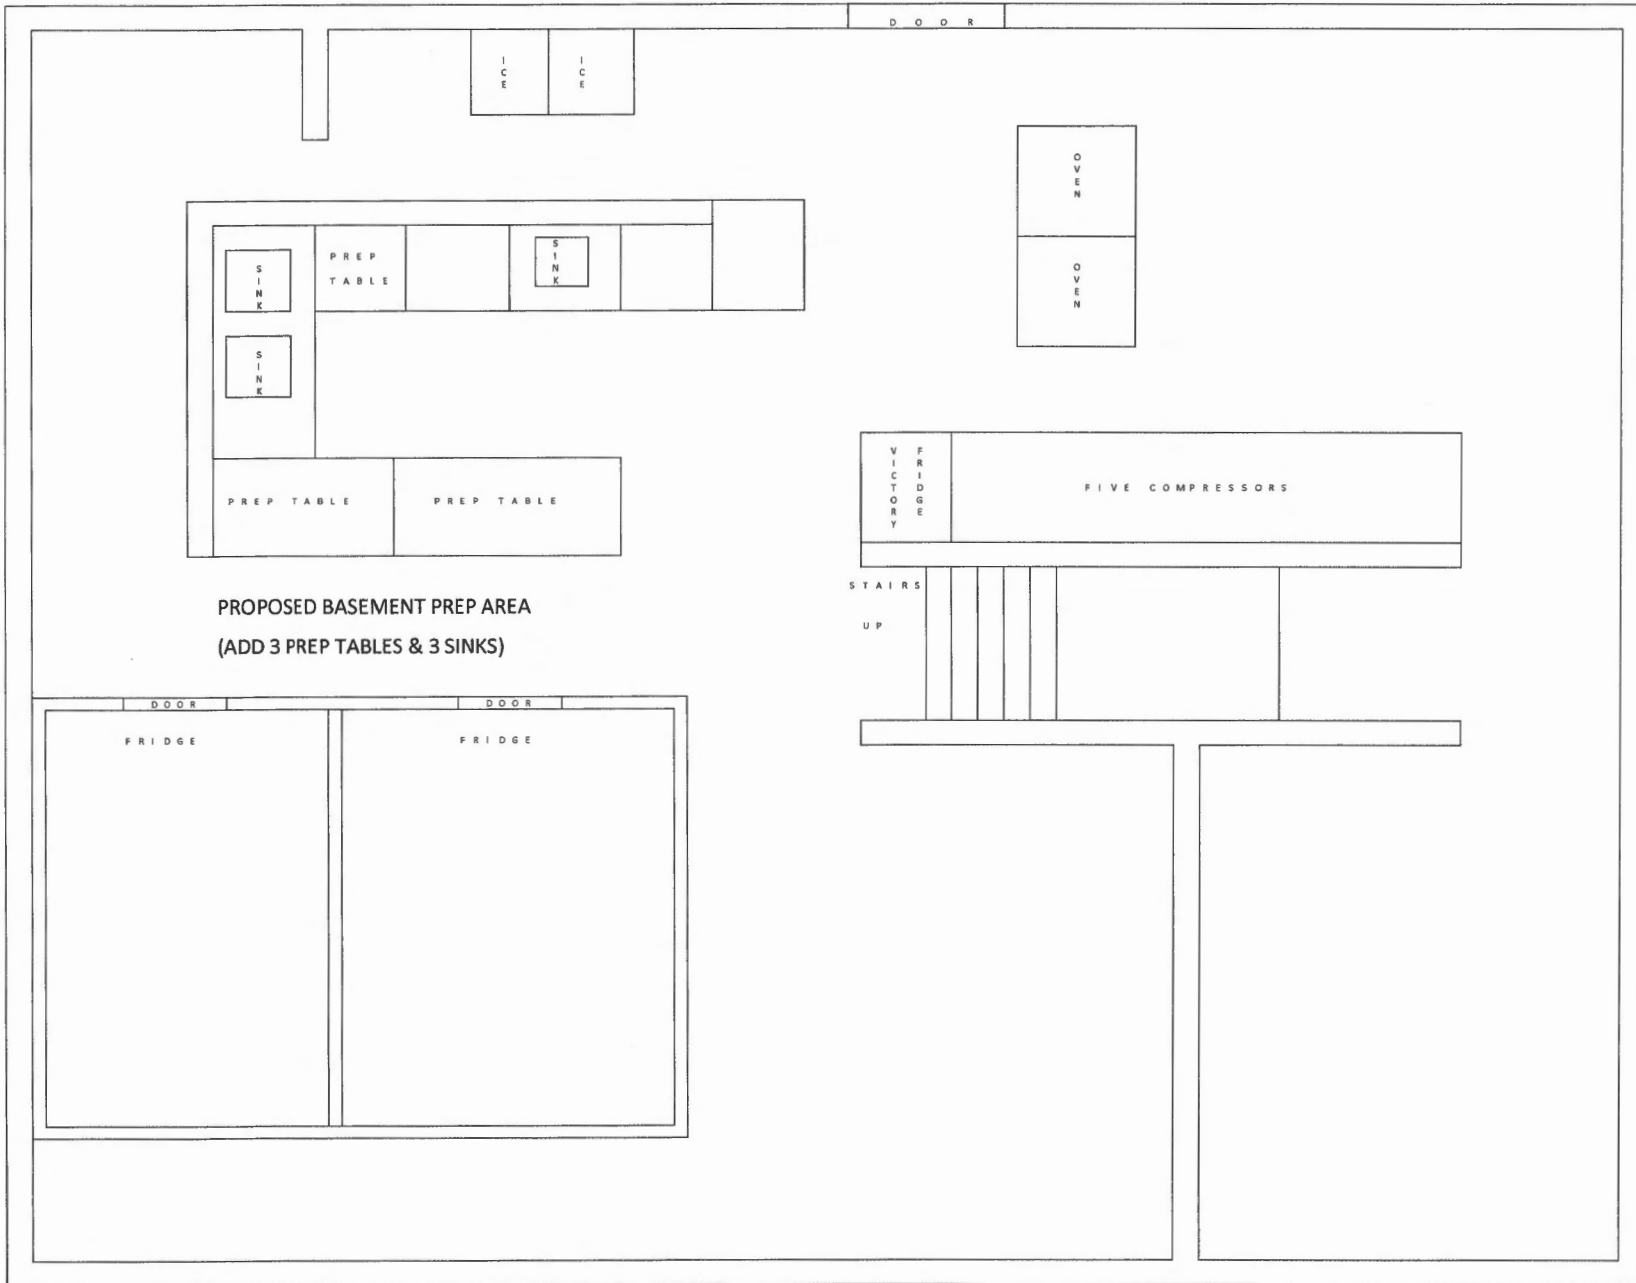 DOOR
ICE
ICE
OVEN
OVEN
SINK
PREP
TABLE
SINK
SINK
PREP TABLE
PREP TABLE
VICTORY
FRIDGE
FIVE COMPRESSORS
STAIRS
UP
PROPOSED BASEMENT PREP AREA
(ADD 3 PREP TABLES & 3 SINKS)
DOOR
DOOR
FRIDGE
FRIDGE